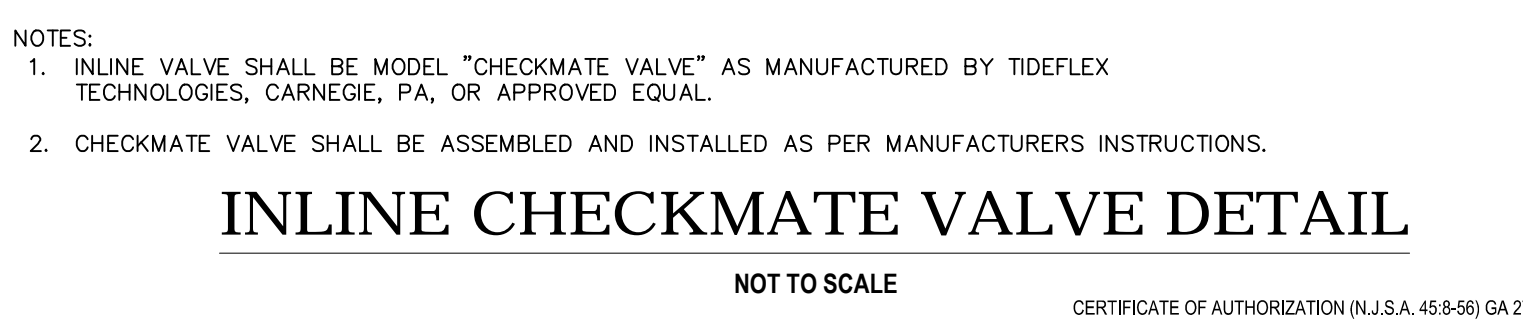 NOTES:
1. INLINE VALVE SHALL BE MODEL "CHECKMATE VALVE" AS MANUFACTURED BY TIDEFLEX
TECHNOLOGIES, CARNEGIE, PA, OR APPROVED EQUAL.
2. CHECKMATE VALVE SHALL BE ASSEMBLED AND INSTALLED AS PER MANUFACTURERS INSTRUCTIONS.
INLINE CHECKMATE VALVE DETAIL
NOT TO SCALE
CERTIFICATE OF AUTHORIZATION (N.J.S.A. 45:8-56) GA